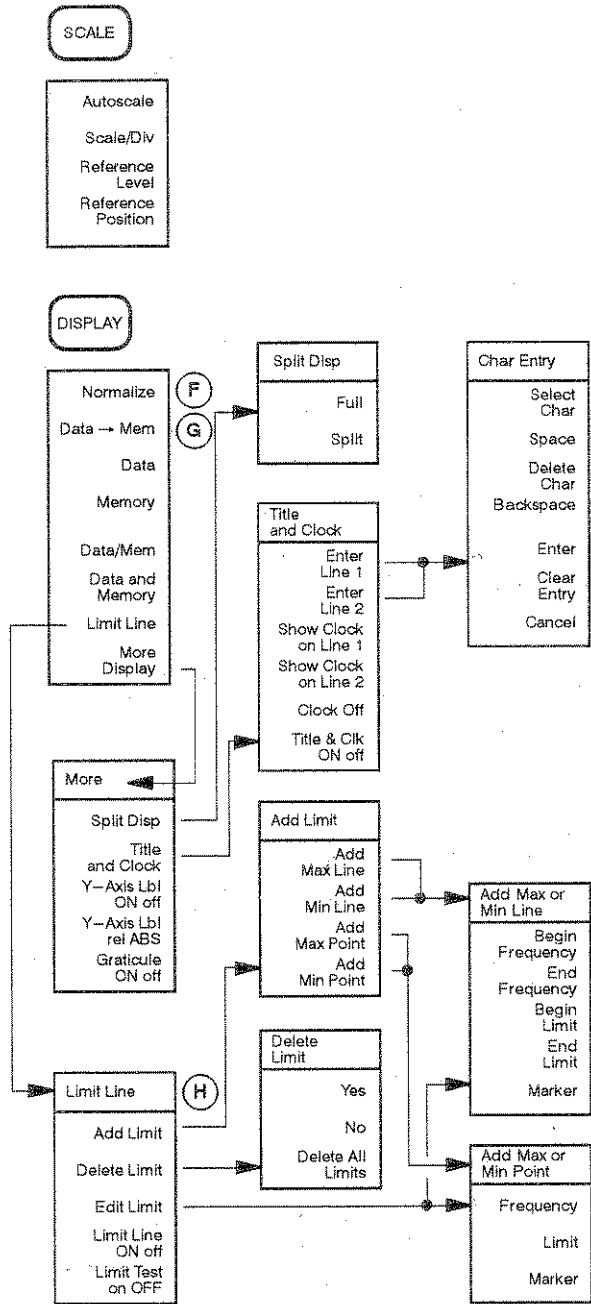 SCALE
Autoscale
Scale/Div
Reference
Level
Reference
Position
DISPLAY
Normalize
F
Data → Mem
G
Data
Memory
Data/Mem
Data and
Memory
Limit Line
More
Display
Split Disp
Full
Split
Char Entry
Select
Char
Space
Delete
Char
Backspace
Enter
Clear
Entry
Cancel
Title
and Clock
Enter
Line 1
Enter
Line 2
Show Clock
on Line 1
Show Clock
on Line 2
Clock Off
Title & Clk
ON off
More
Split Disp
Title
and Clock
Y-Axis Lbl
ON off
Y-Axis Lbl
rel ABS
Graticule
ON off
Add Limit
Add
Max Line
Add
Min Line
Add
Max Point
Add
Min Point
Add Max or
Min Line
Begin
Frequency
End
Frequency
Begin
Limit
End
Limit
Marker
Limit Line
H
Add Limit
Delete Limit
Edit Limit
Limit Line
ON off
Limit Test
on OFF
Delete
Limit
Yes
No
Delete All
Limits
Add Max or
Min Point
Frequency
Limit
Marker